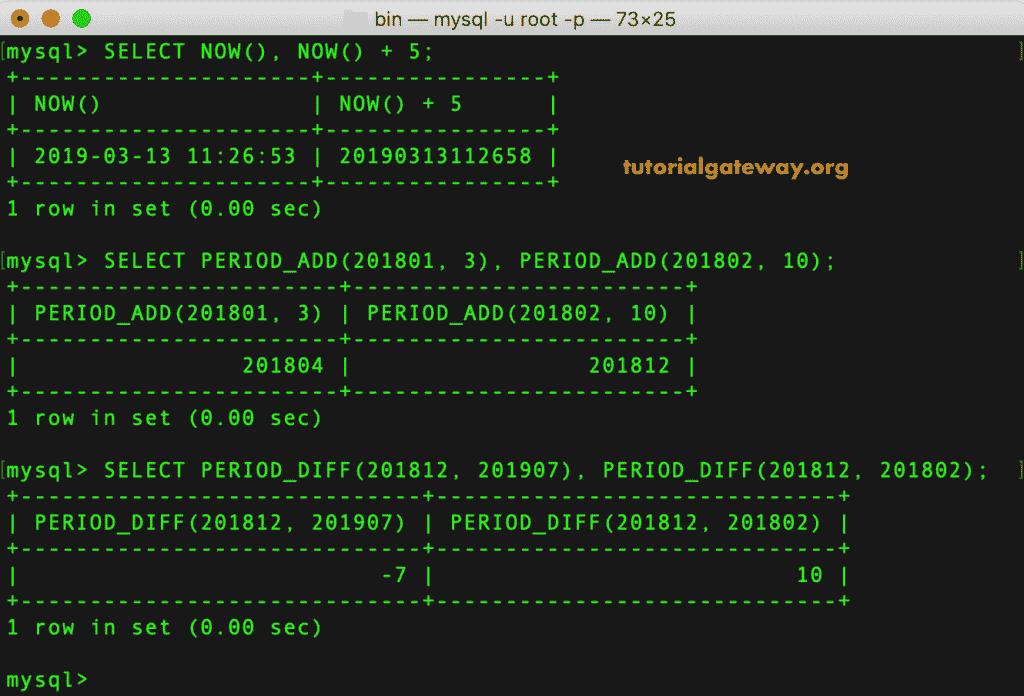 bin — mysql -u root -p — 73×25
[mysql> SELECT NOW(), NOW() + 5; ]
+---------------------+----------------+
| NOW()               | NOW() + 5      |
+---------------------+----------------+
| 2019-03-13 11:26:53 | 20190313112658 |
+---------------------+----------------+
tutorialgateway.org
1 row in set (0.00 sec)
[mysql> SELECT PERIOD_ADD(201801, 3), PERIOD_ADD(201802, 10); ]
+-----------------------+------------------------+
| PERIOD_ADD(201801, 3) | PERIOD_ADD(201802, 10) |
+-----------------------+------------------------+
|                201804 |                 201812 |
+-----------------------+------------------------+
1 row in set (0.00 sec)
[mysql> SELECT PERIOD_DIFF(201812, 201907), PERIOD_DIFF(201812, 201802); ]
+-----------------------------+-----------------------------+
| PERIOD_DIFF(201812, 201907) | PERIOD_DIFF(201812, 201802) |
+-----------------------------+-----------------------------+
|                          -7 |                          10 |
+-----------------------------+-----------------------------+
1 row in set (0.00 sec)
mysql>